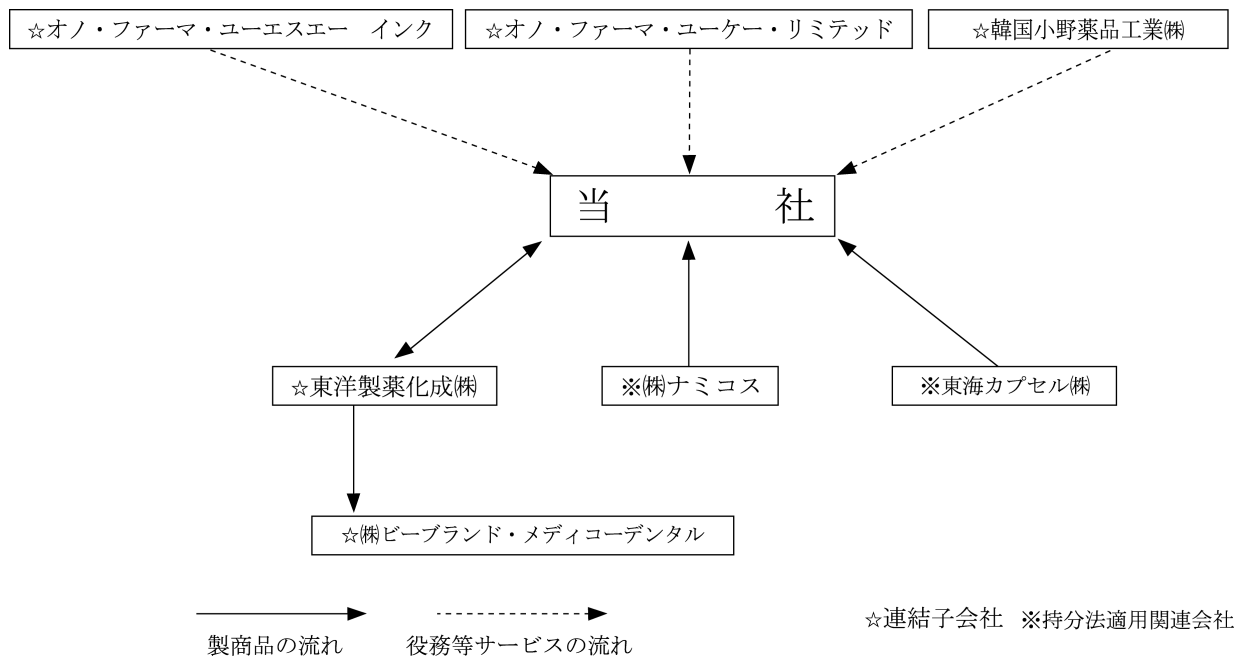 ☆オノ・ファーマ・ユーエスエー　インク
☆オノ・ファーマ・ユーケー・リミテッド
☆韓国小野薬品工業㈱
当　　　　社
☆東洋製薬化成㈱
※㈱ナミコス
※東海カプセル㈱
☆㈱ビーブランド・メディコーデンタル
製商品の流れ
役務等サービスの流れ
☆連結子会社　※持分法適用関連会社